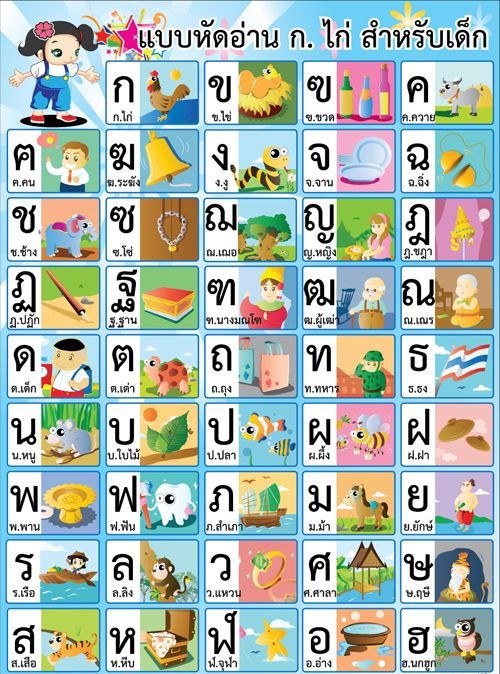 แบบหัดอ่าน ก. ไก่ สำหรับเด็ก
ก ข ฃ ค
ก.ไก่ ข.ไข่ ฃ.ขวด ค.ควาย
ฅ ฆ ง จ ฉ
ฅ.คน ฆ.ระฆัง ง.งู จ.จาน ฉ.ฉิ่ง
ช ซ ฌ ญ ฎ
ช.ช้าง ซ.โซ่ ฌ.เฌอ ญ.หญิง ฎ.ชฎา
ฏ ฐ ฑ ฒ ณ
ฏ.ปฏัก ฐ.ฐาน ฑ.นางมณโฑ ฒ.ผู้เฒ่า ณ.เณร
ด ต ถ ท ธ
ด.เด็ก ต.เต่า ถ.ถุง ท.ทหาร ธ.ธง
น บ ป ผ ฝ
น.หนู บ.ใบไม้ ป.ปลา ผ.ผึ้ง ฝ.ฝา
พ ฟ ภ ม ย
พ.พาน ฟ.ฟัน ภ.สำเภา ม.ม้า ย.ยักษ์
ร ล ว ศ ษ
ร.เรือ ล.ลิง ว.แหวน ศ.ศาลา ษ.ฤษี
ส ห ฬ อ ฮ
ส.เสือ ห.หีบ ฬ.จุฬา อ.อ่าง ฮ.นกฮูก